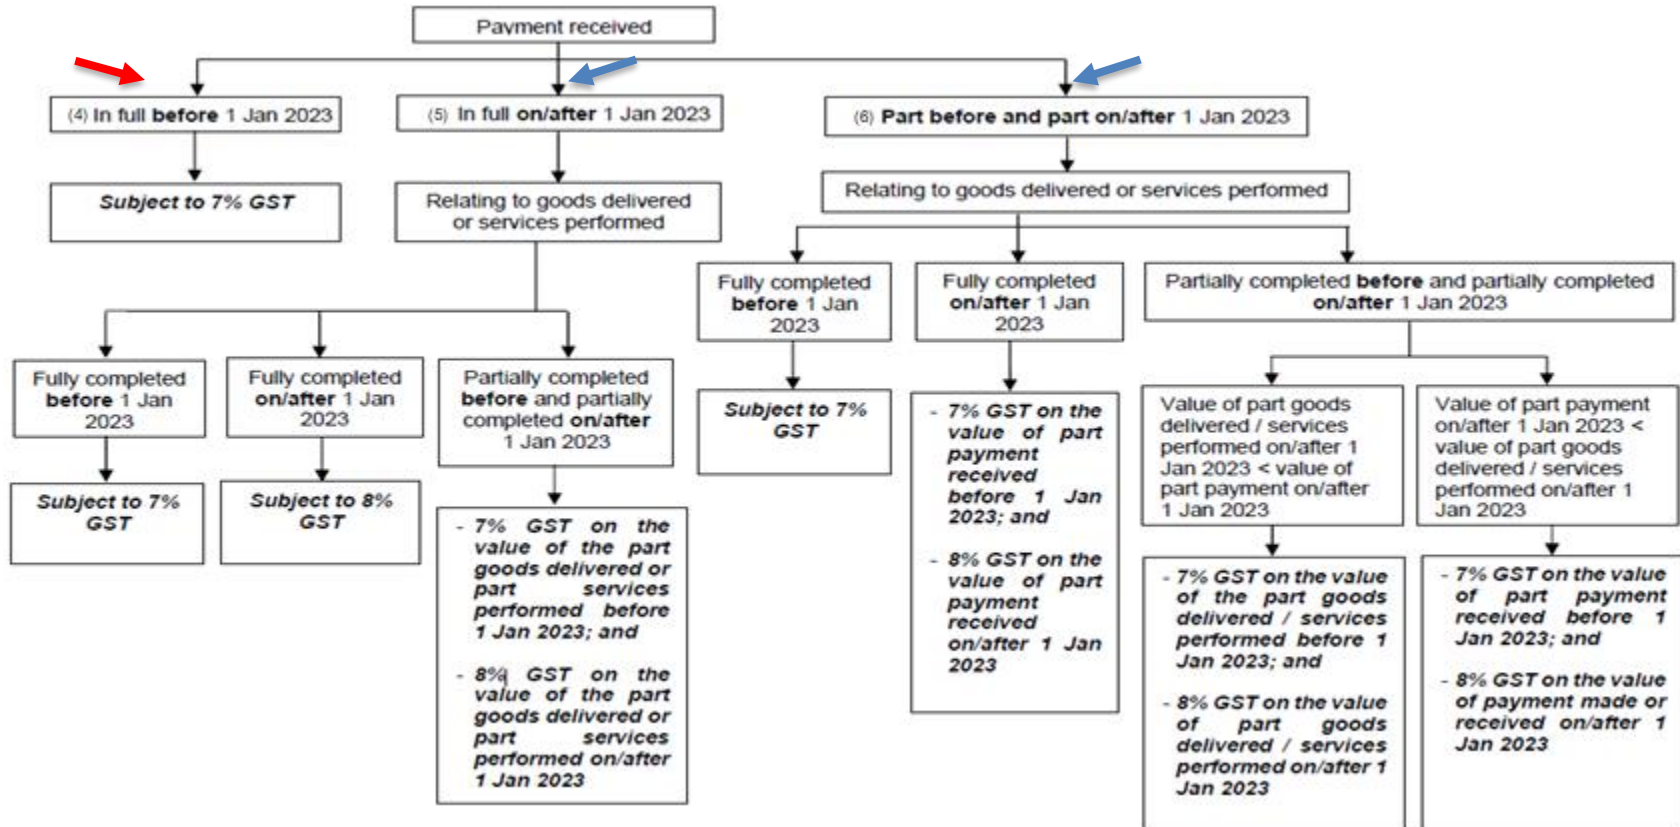 Payment received
(4) In full before 1 Jan 2023
(5) In full on/after 1 Jan 2023
(6) Part before and part on/after 1 Jan 2023
Subject to 7% GST
Relating to goods delivered
or services performed
Relating to goods delivered or services performed
Fully completed
before 1 Jan
2023
Fully completed
on/after 1 Jan
2023
Partially completed before and partially completed
on/after 1 Jan 2023
Fully completed
before 1 Jan
2023
Fully completed
on/after 1 Jan
2023
Partially completed
before and partially
completed on/after
1 Jan 2023
Subject to 7%
GST
- 7% GST on the
value of part
payment
received
before 1 Jan
2023; and
- 8% GST on the
value of part
payment
received
on/after 1 Jan
2023
Value of part goods
delivered / services
performed on/after 1
Jan 2023 < value of
part payment on/after
1 Jan 2023
Value of part payment
on/after 1 Jan 2023 <
value of part goods
delivered / services
performed on/after 1
Jan 2023
Subject to 7%
GST
Subject to 8%
GST
- 7% GST on the
value of the part
goods delivered or
part services
performed before
1 Jan 2023; and
- 8% GST on the
value of the part
goods delivered or
part services
performed on/after
1 Jan 2023
- 7% GST on the value
of the part goods
delivered / services
performed before 1
Jan 2023; and
- 8% GST on the value
of part goods
delivered / services
performed on/after 1
Jan 2023
- 7% GST on the value
of part payment
received before 1
Jan 2023; and
- 8% GST on the value
of payment made or
received on/after 1
Jan 2023